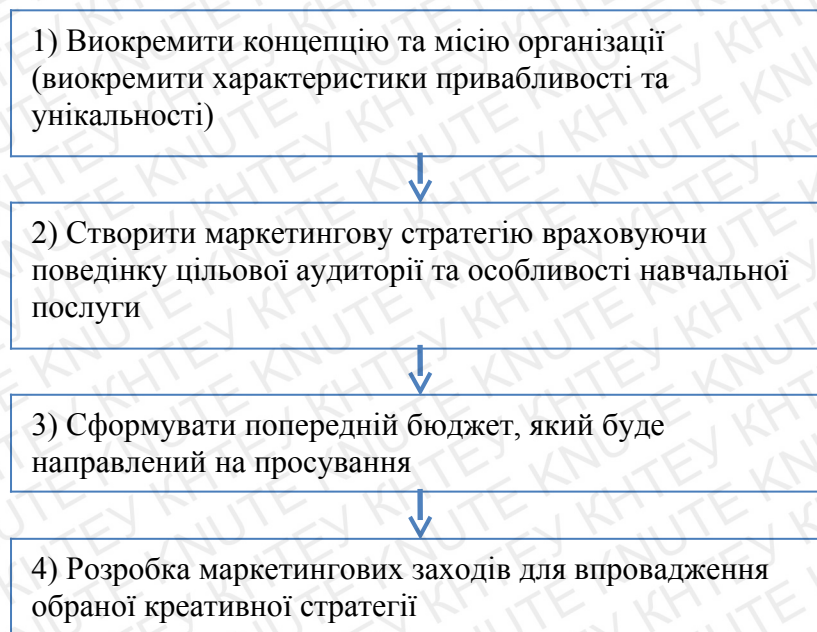 1) Виокремити концепцію та місію організації
(виокремити характеристики привабливості та
унікальності)
2) Створити маркетингову стратегію враховуючи
поведінку цільової аудиторії та особливості навчальної
послуги
3) Сформувати попередній бюджет, який буде
направлений на просування
4) Розробка маркетингових заходів для впровадження
обраної креативної стратегії